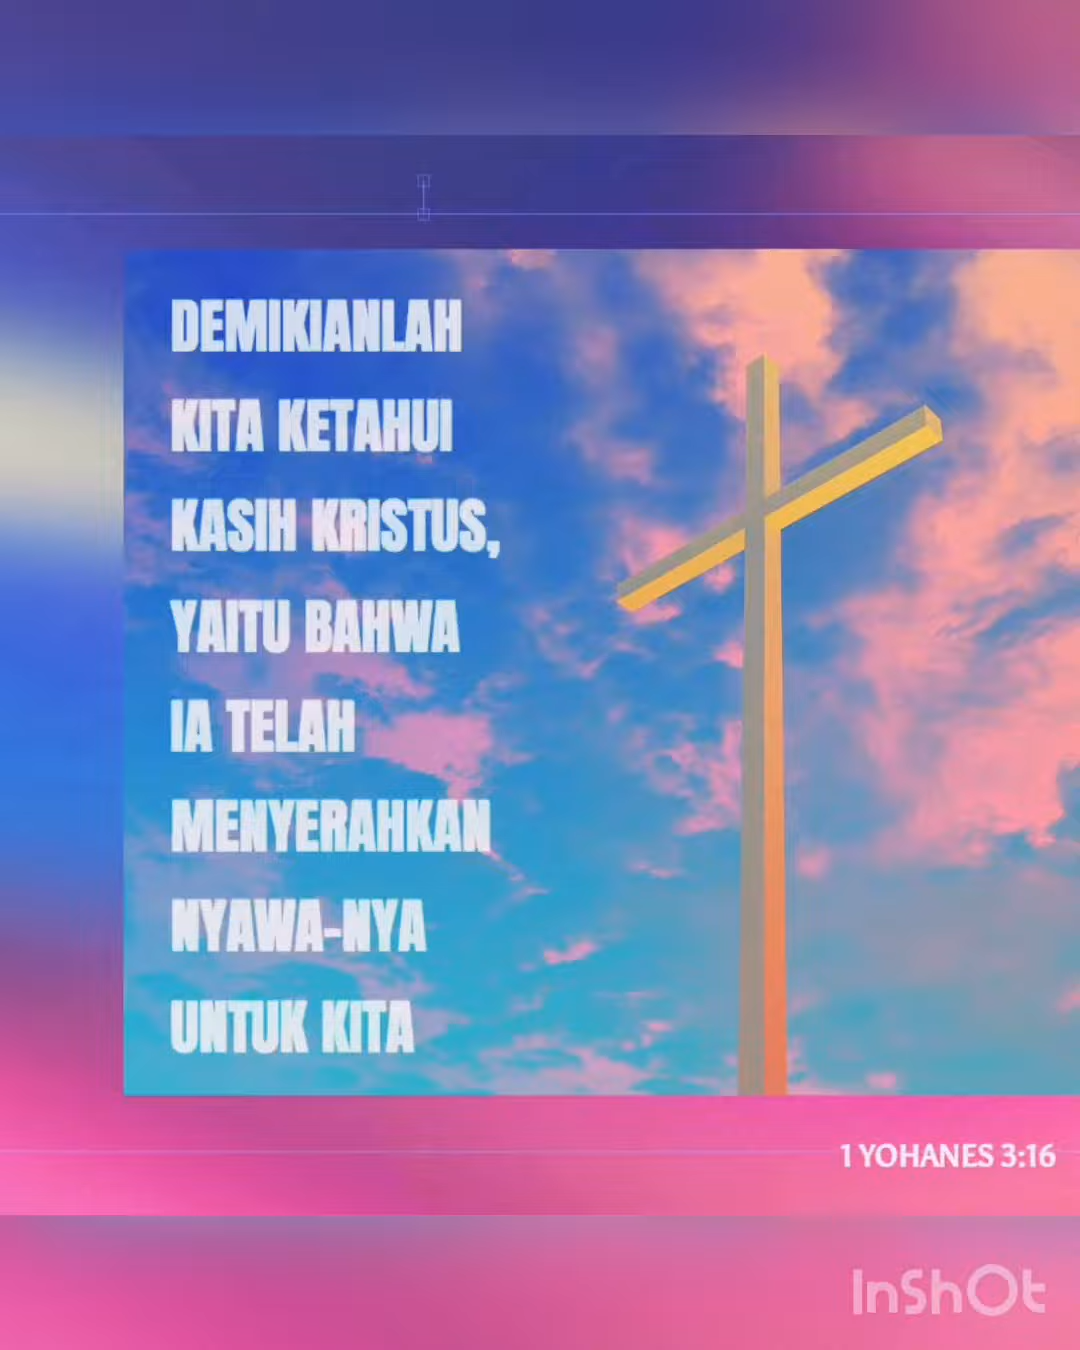 DEMIKIANLAH
KITA KETAHUI
KASIH KRISTUS,
YAITU BAHWA
IA TELAH
MENYERAHKAN
NYAWA-NYA
UNTUK KITA
1 YOHANES 3:16
InShOt